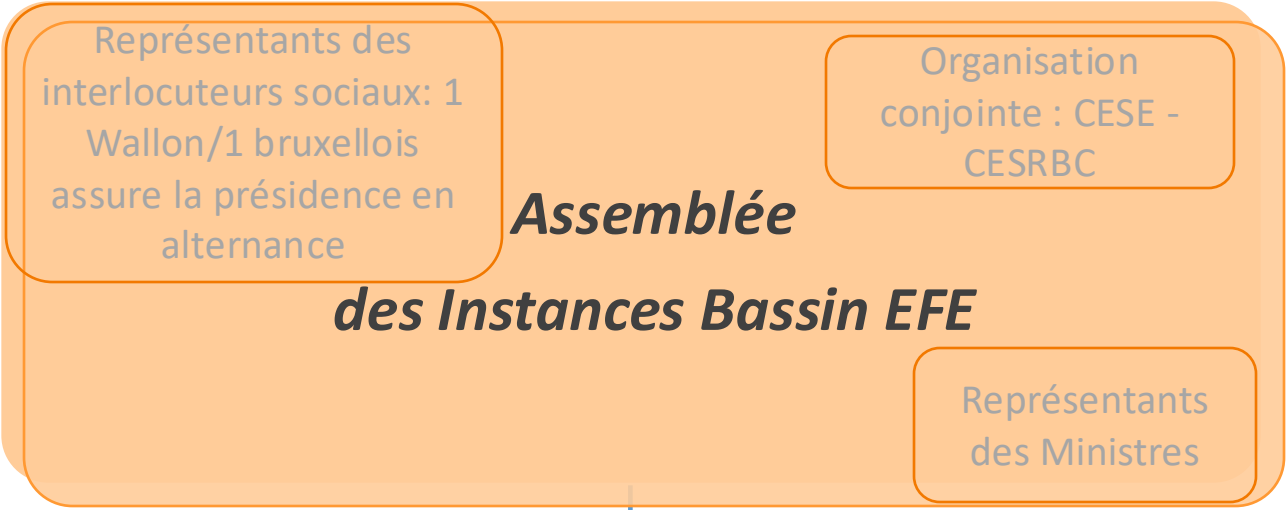 Représentants des
interlocuteurs sociaux: 1
Wallon/1 bruxellois
assure la présidence en
alternance
Organisation
conjointe : CESE -
CESRBC
Assemblée
des Instances Bassin EFE
Représentants
des Ministres